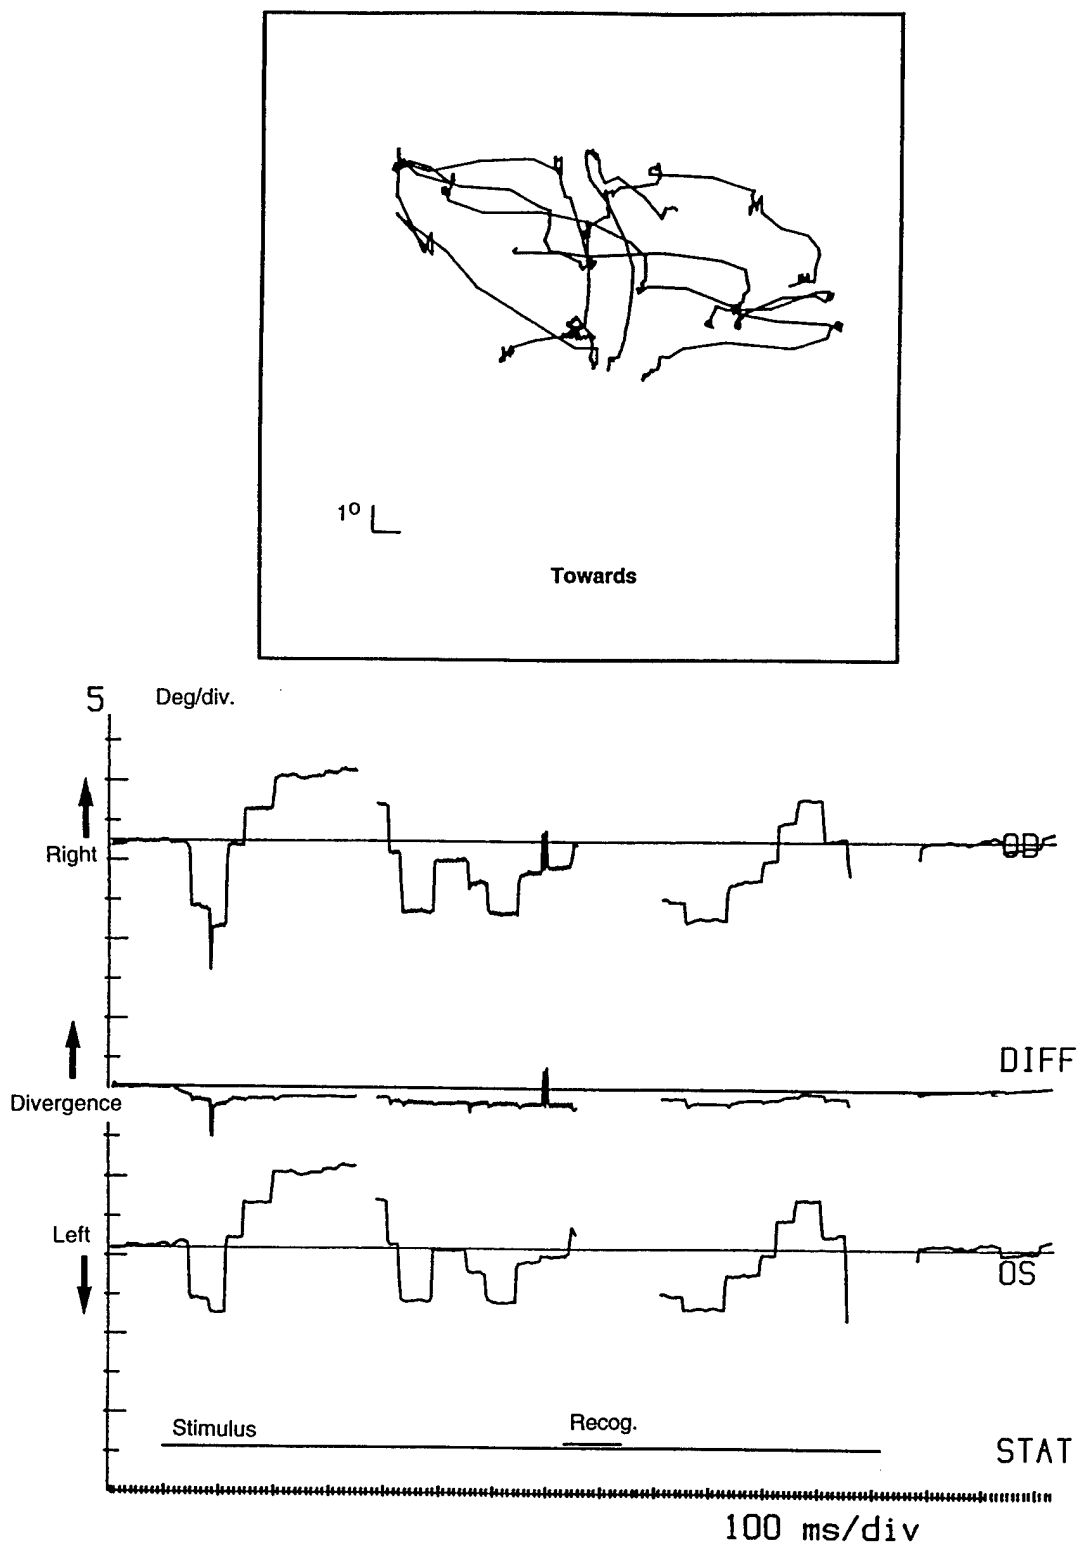 1°
Towards
5 Deg/div.
Right
OD
DIFF
Divergence
Left
OS
Stimulus
Recog.
STAT
100 ms/div